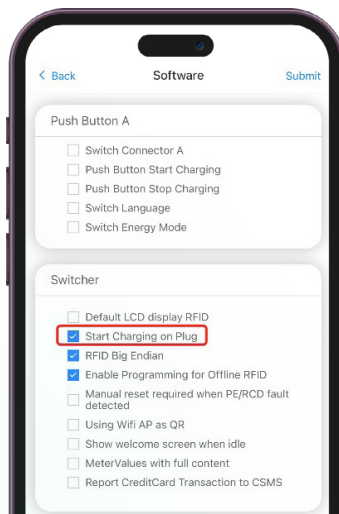 Back
Software
Submit
Push Button A
Switch Connector A
Push Button Start Charging
Push Button Stop Charging
Switch Language
Switch Energy Mode
Switcher
Default LCD display RFID
Start Charging on Plug
RFID Big Endian
Enable Programming for Offline RFID
Manual reset required when PE/RCD fault
detected
Using Wifi AP as QR
Show welcome screen when idle
MeterValues with full content
Report CreditCard Transaction to CSMS